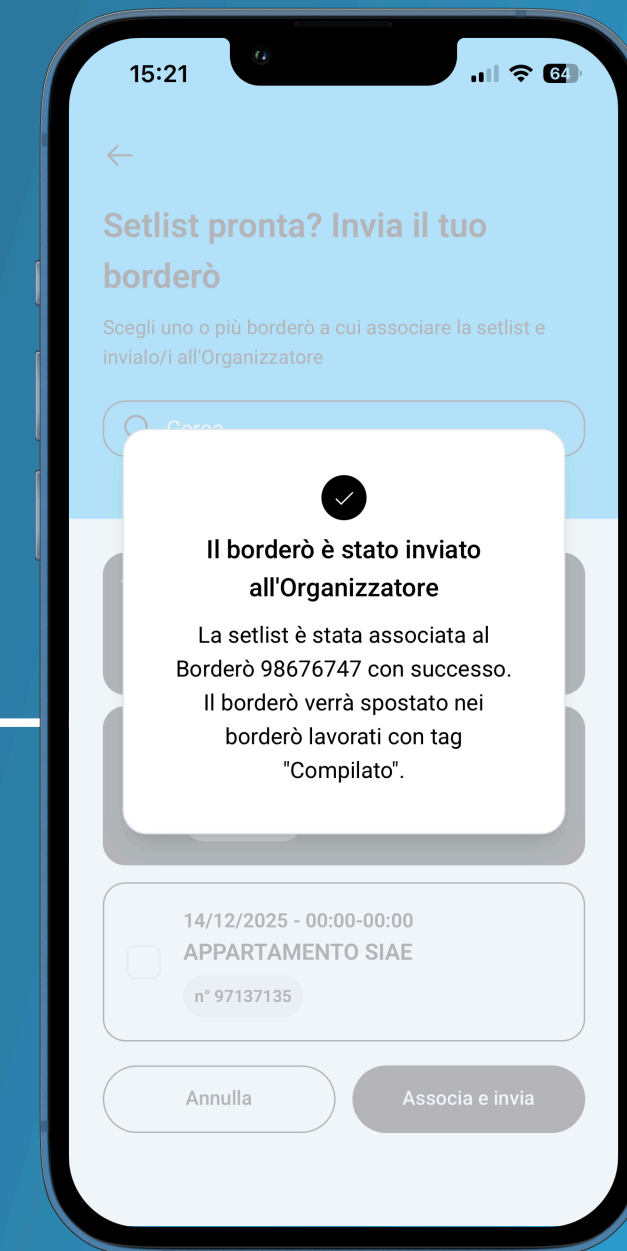 15:21
64
Setlist pronta? Invia il tuo
borderò
Scegli uno o più borderò a cui associare la setlist e
invialo/i all'Organizzatore
Cerca
Il borderò è stato inviato
all'Organizzatore
La setlist è stata associata al
Borderò 98676747 con successo.
Il borderò verrà spostato nei
borderò lavorati con tag
"Compilato".
14/12/2025 - 00:00-00:00
APPARTAMENTO SIAE
n° 97137135
Annulla
Associa e invia